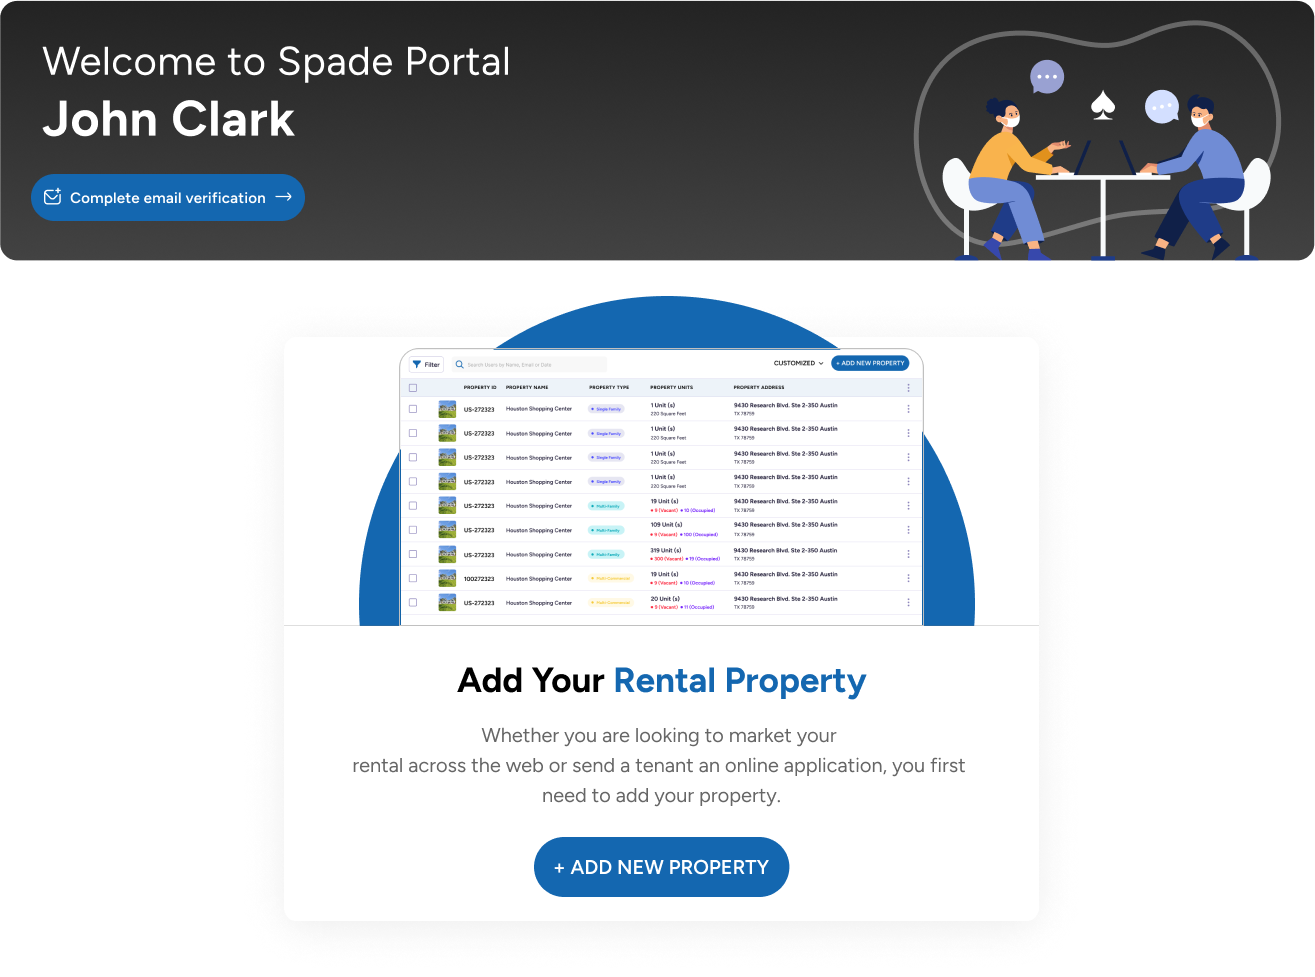 Welcome to Spade Portal
John Clark
Complete email verification
Filter
Search Users by Name, Email or Date
CUSTOMIZED
+ ADD NEW PROPERTY
PROPERTY ID PROPERTY NAME PROPERTY TYPE PROPERTY UNITS PROPERTY ADDRESS
US-272323 Houston Shopping Center Single Family 1 Unit (s) 9430 Research Blvd. Ste 2-350 Austin
220 Square Feet TX 78759
US-272323 Houston Shopping Center Single Family 1 Unit (s) 9430 Research Blvd. Ste 2-350 Austin
220 Square Feet TX 78759
US-272323 Houston Shopping Center Single Family 1 Unit (s) 9430 Research Blvd. Ste 2-350 Austin
220 Square Feet TX 78759
US-272323 Houston Shopping Center Single Family 1 Unit (s) 9430 Research Blvd. Ste 2-350 Austin
220 Square Feet TX 78759
US-272323 Houston Shopping Center Multi-Family 19 Unit (s) 9430 Research Blvd. Ste 2-350 Austin
9 (Vacant) 10 (Occupied) TX 78759
US-272323 Houston Shopping Center Multi-Family 109 Unit (s) 9430 Research Blvd. Ste 2-350 Austin
9 (Vacant) 100 (Occupied) TX 78759
US-272323 Houston Shopping Center Multi-Family 319 Unit (s) 9430 Research Blvd. Ste 2-350 Austin
300 (Vacant) 19 (Occupied) TX 78759
100272323 Houston Shopping Center Multi-Commercial 19 Unit (s) 9430 Research Blvd. Ste 2-350 Austin
9 (Vacant) 10 (Occupied) TX 78759
US-272323 Houston Shopping Center Multi-Commercial 20 Unit (s) 9430 Research Blvd. Ste 2-350 Austin
9 (Vacant) 11 (Occupied) TX 78759
Add Your Rental Property
Whether you are looking to market your
rental across the web or send a tenant an online application, you first
need to add your property.
+ ADD NEW PROPERTY